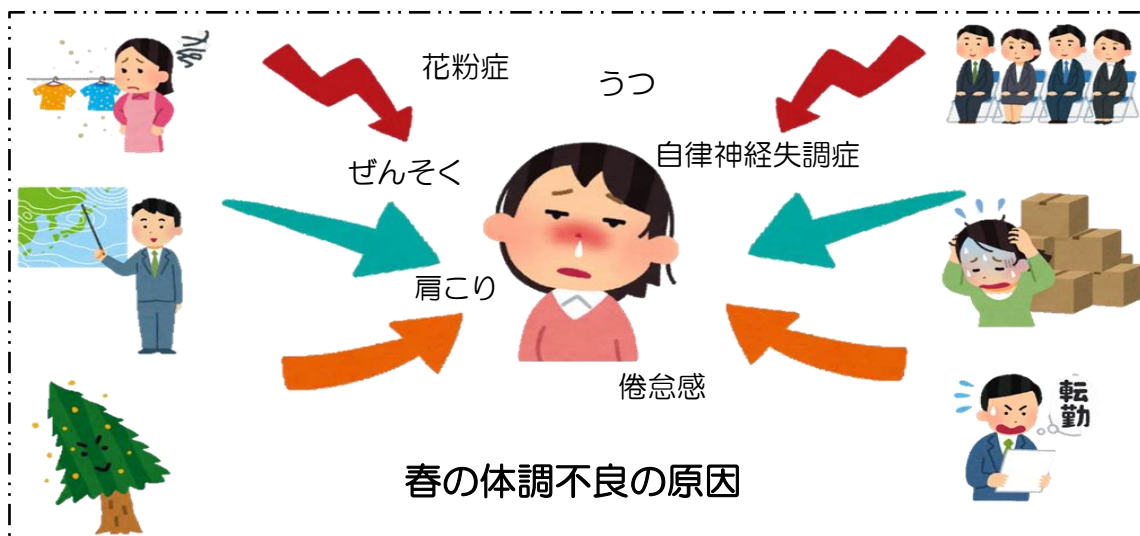 花粉症
うつ
自律神経失調症
ぜんそく
肩こり
倦怠感
転勤
春の体調不良の原因